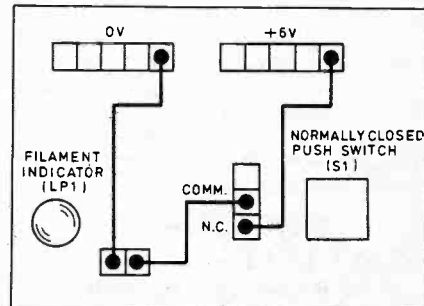 0V
+6V
NORMALLY CLOSED
PUSH SWITCH
(S1)
FILAMENT
INDICATOR
(LP1)
COMM.
N.C.